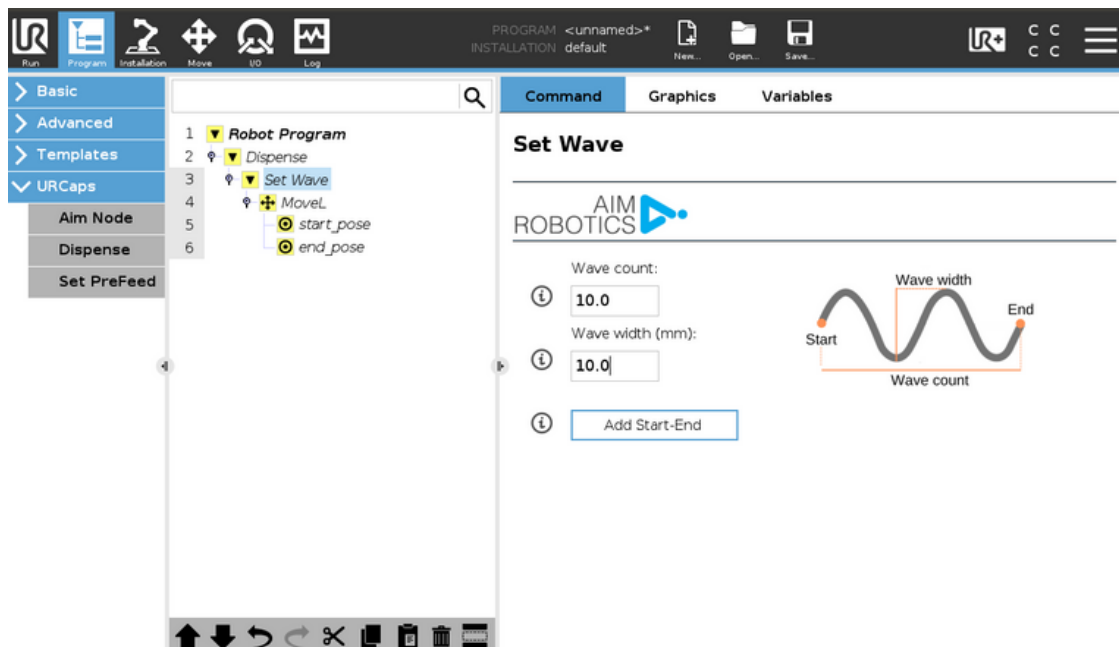 UR
Run
Program
Installation
Move
I/O
Log
PROGRAM <unnamed>*
INSTALLATION default
New...
Open...
Save...
UR+
C C
C C
Basic
Advanced
Templates
URCaps
Aim Node
Dispense
Set PreFeed
1 Robot Program
2 Dispense
3 Set Wave
4 MoveL
5 start_pose
6 end_pose
Command Graphics Variables
Set Wave
AIM
ROBOTICS
Wave count:
i 10.0
Wave width (mm):
i 10.0
i Add Start-End
Wave width
End
Start
Wave count